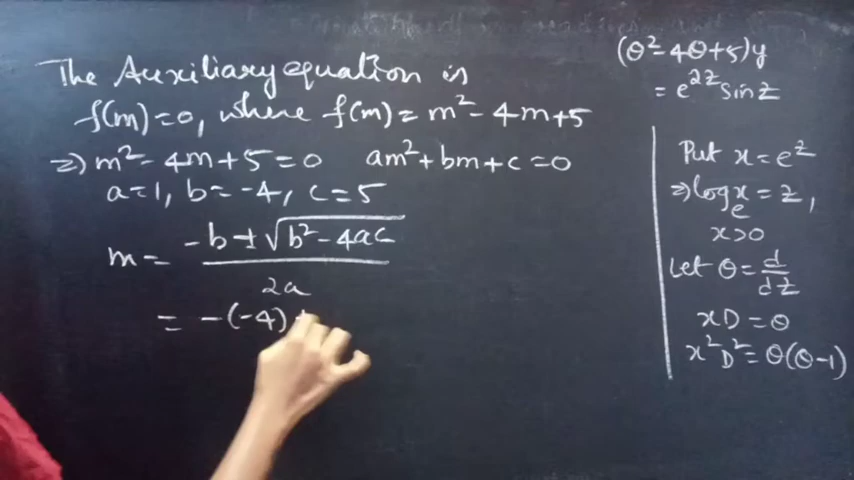 The Auxiliary equation is
f(m)=0, where f(m)= m² - 4m + 5
⇒) m² - 4m + 5 = 0 am² + bm + c = 0
a=1, b=-4, c=5
m = -b ± √b² - 4ac
2a
= -(-4)
(θ² - 4θ + 5)y
= e^2z Sin z
Put x = e^z
⇒ log_e x = z,
x>0
Let θ = d/dz
xD = θ
x²D² = θ(θ-1)